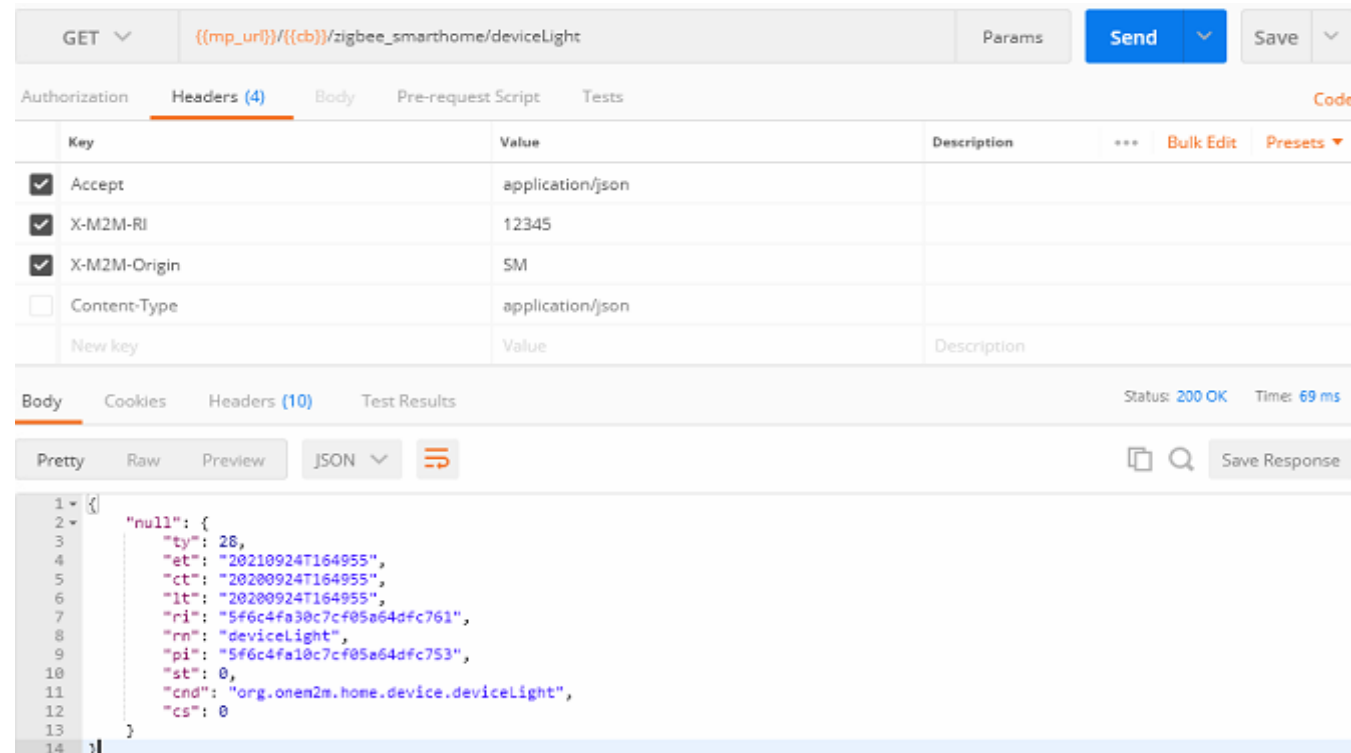 GET {{mp_url}}/{{cb}}/zigbee_smarthome/deviceLight Params Send Save
Authorization Headers (4) Body Pre-request Script Tests Code
Key Value Description ••• Bulk Edit Presets
Accept application/json
X-M2M-RI 12345
X-M2M-Origin SM
Content-Type application/json
New key Value Description
Body Cookies Headers (10) Test Results Status: 200 OK Time: 69 ms
Pretty Raw Preview JSON Save Response
1 {
2 "null": {
3 "ty": 28,
4 "et": "20210924T164955",
5 "ct": "20200924T164955",
6 "lt": "20200924T164955",
7 "ri": "5f6c4fa30c7cf05a64dfc761",
8 "rn": "deviceLight",
9 "pi": "5f6c4fa10c7cf05a64dfc753",
10 "st": 0,
11 "cnd": "org.onem2m.home.device.deviceLight",
12 "cs": 0
13 }
14 }